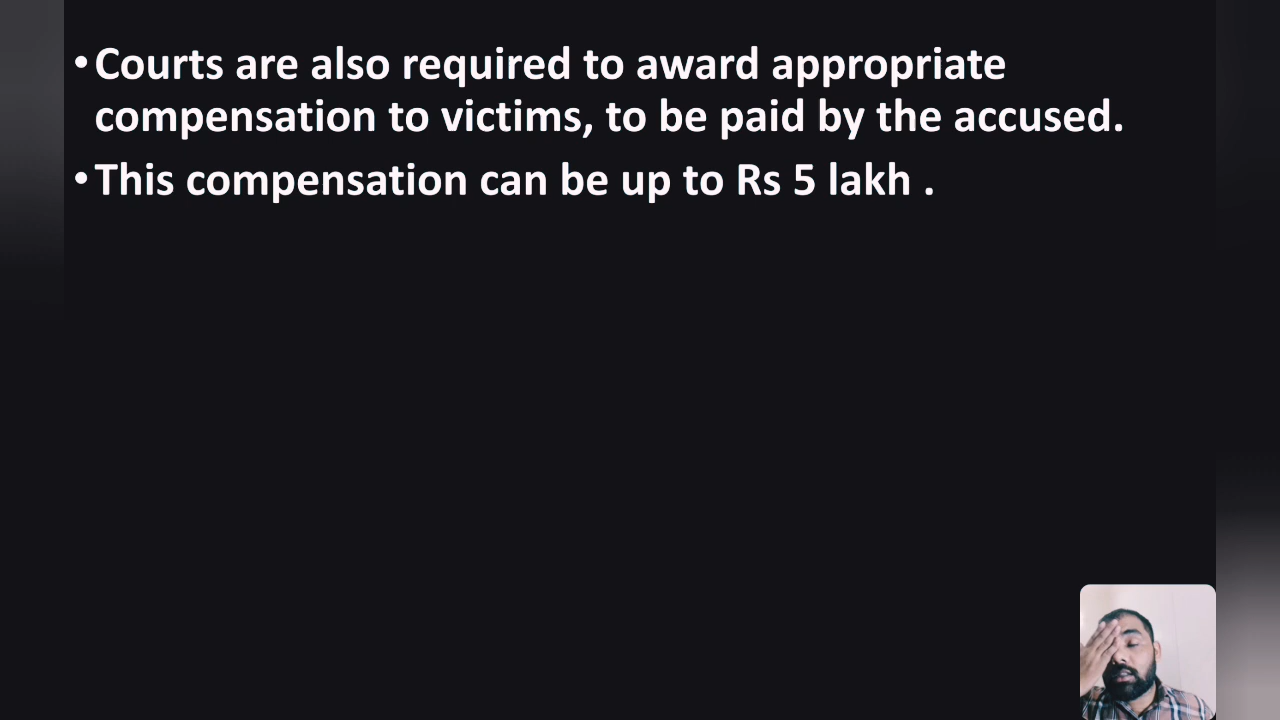 • Courts are also required to award appropriate
compensation to victims, to be paid by the accused.
• This compensation can be up to Rs 5 lakh .